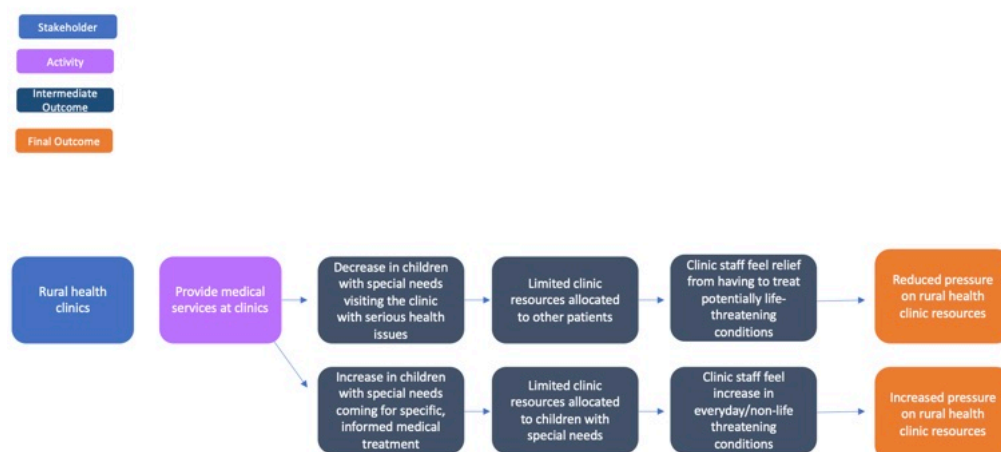 Stakeholder
Activity
Intermediate
Outcome
Final Outcome
Rural health
clinics
Provide medical
services at clinics
Decrease in children
with special needs
visiting the clinic
with serious health
issues
Limited clinic
resources allocated
to other patients
Clinic staff feel relief
from having to treat
potentially life-
threatening
conditions
Reduced pressure
on rural health
clinic resources
Increase in children
with special needs
coming for specific,
informed medical
treatment
Limited clinic
resources allocated
to children with
special needs
Clinic staff feel
increase in
everyday/non-life
threatening
conditions
Increased pressure
on rural health
clinic resources